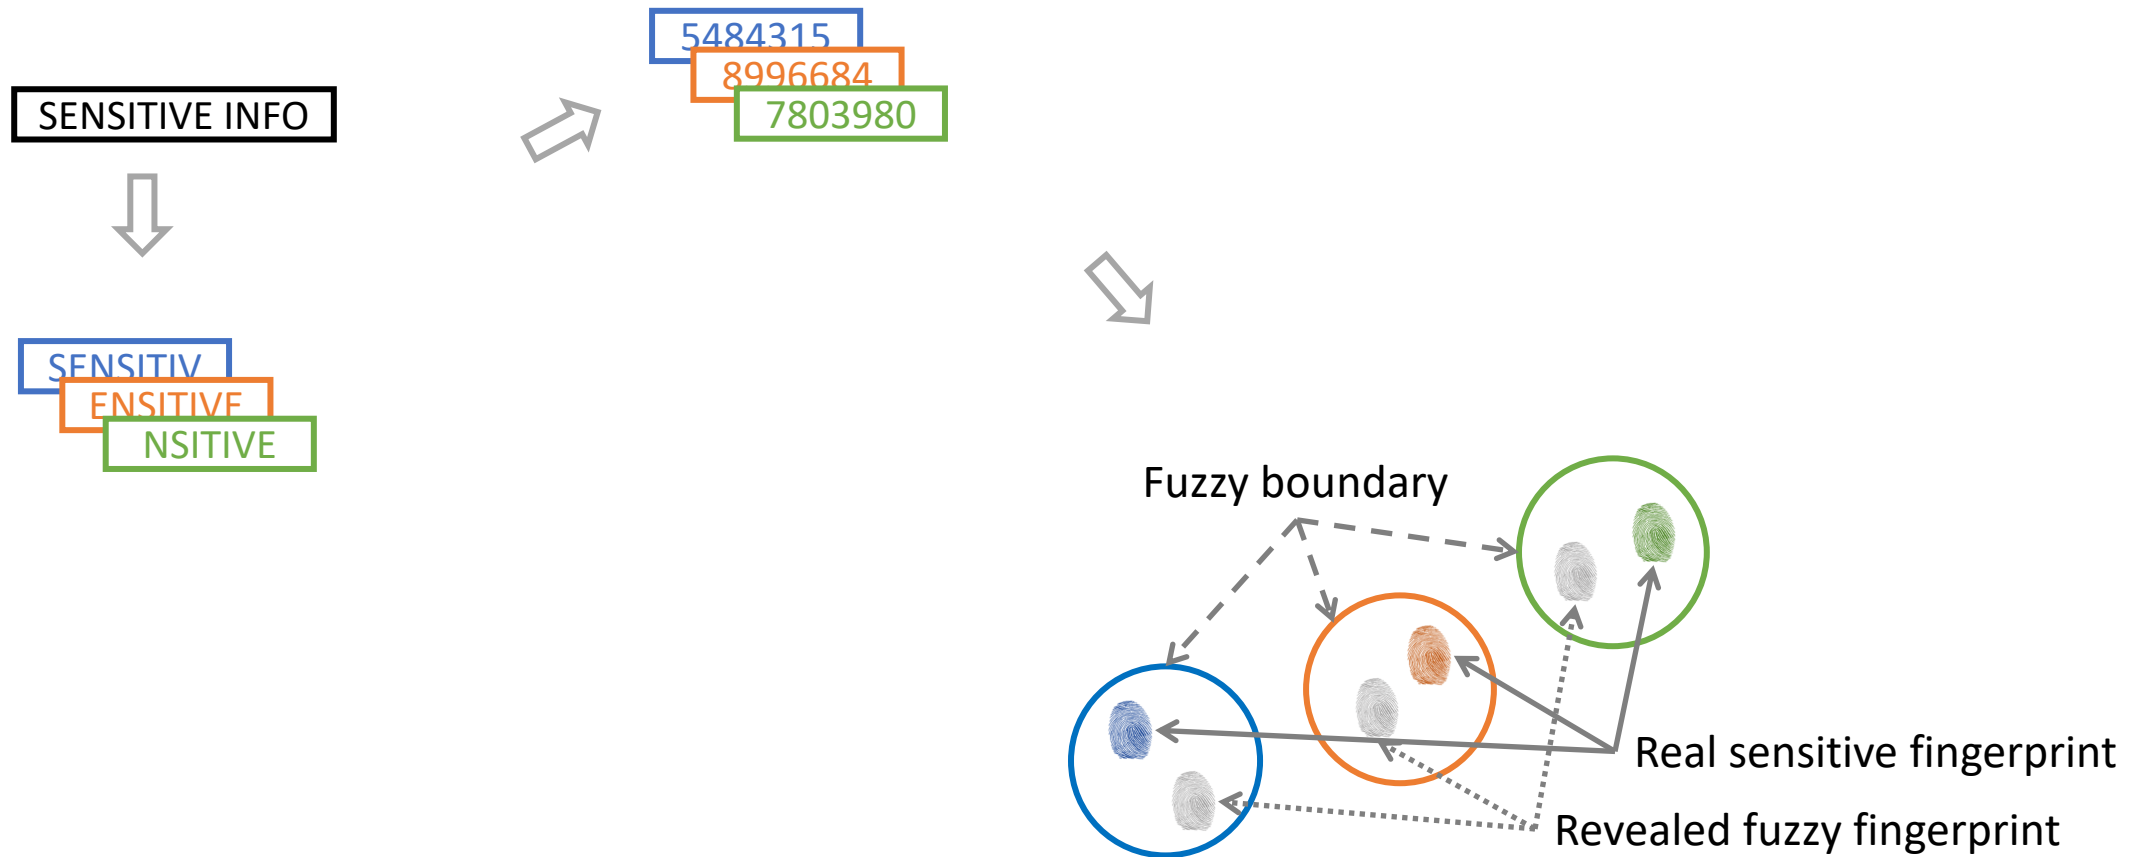 5484315
8996684
7803980
SENSITIVE INFO
SENSITIV
ENSITIVE
NSITIVE
Fuzzy boundary
Real sensitive fingerprint
Revealed fuzzy fingerprint